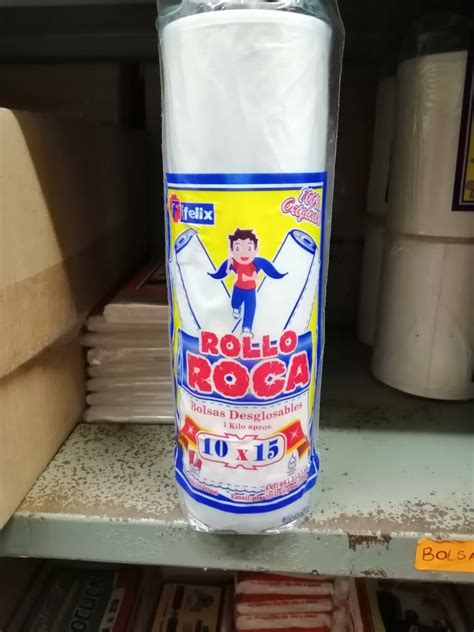 felix
100%
Original
ROLLO
ROCA
Bolsas Desglosables
1 Kilo aprox.
10 x 15
BOLSA